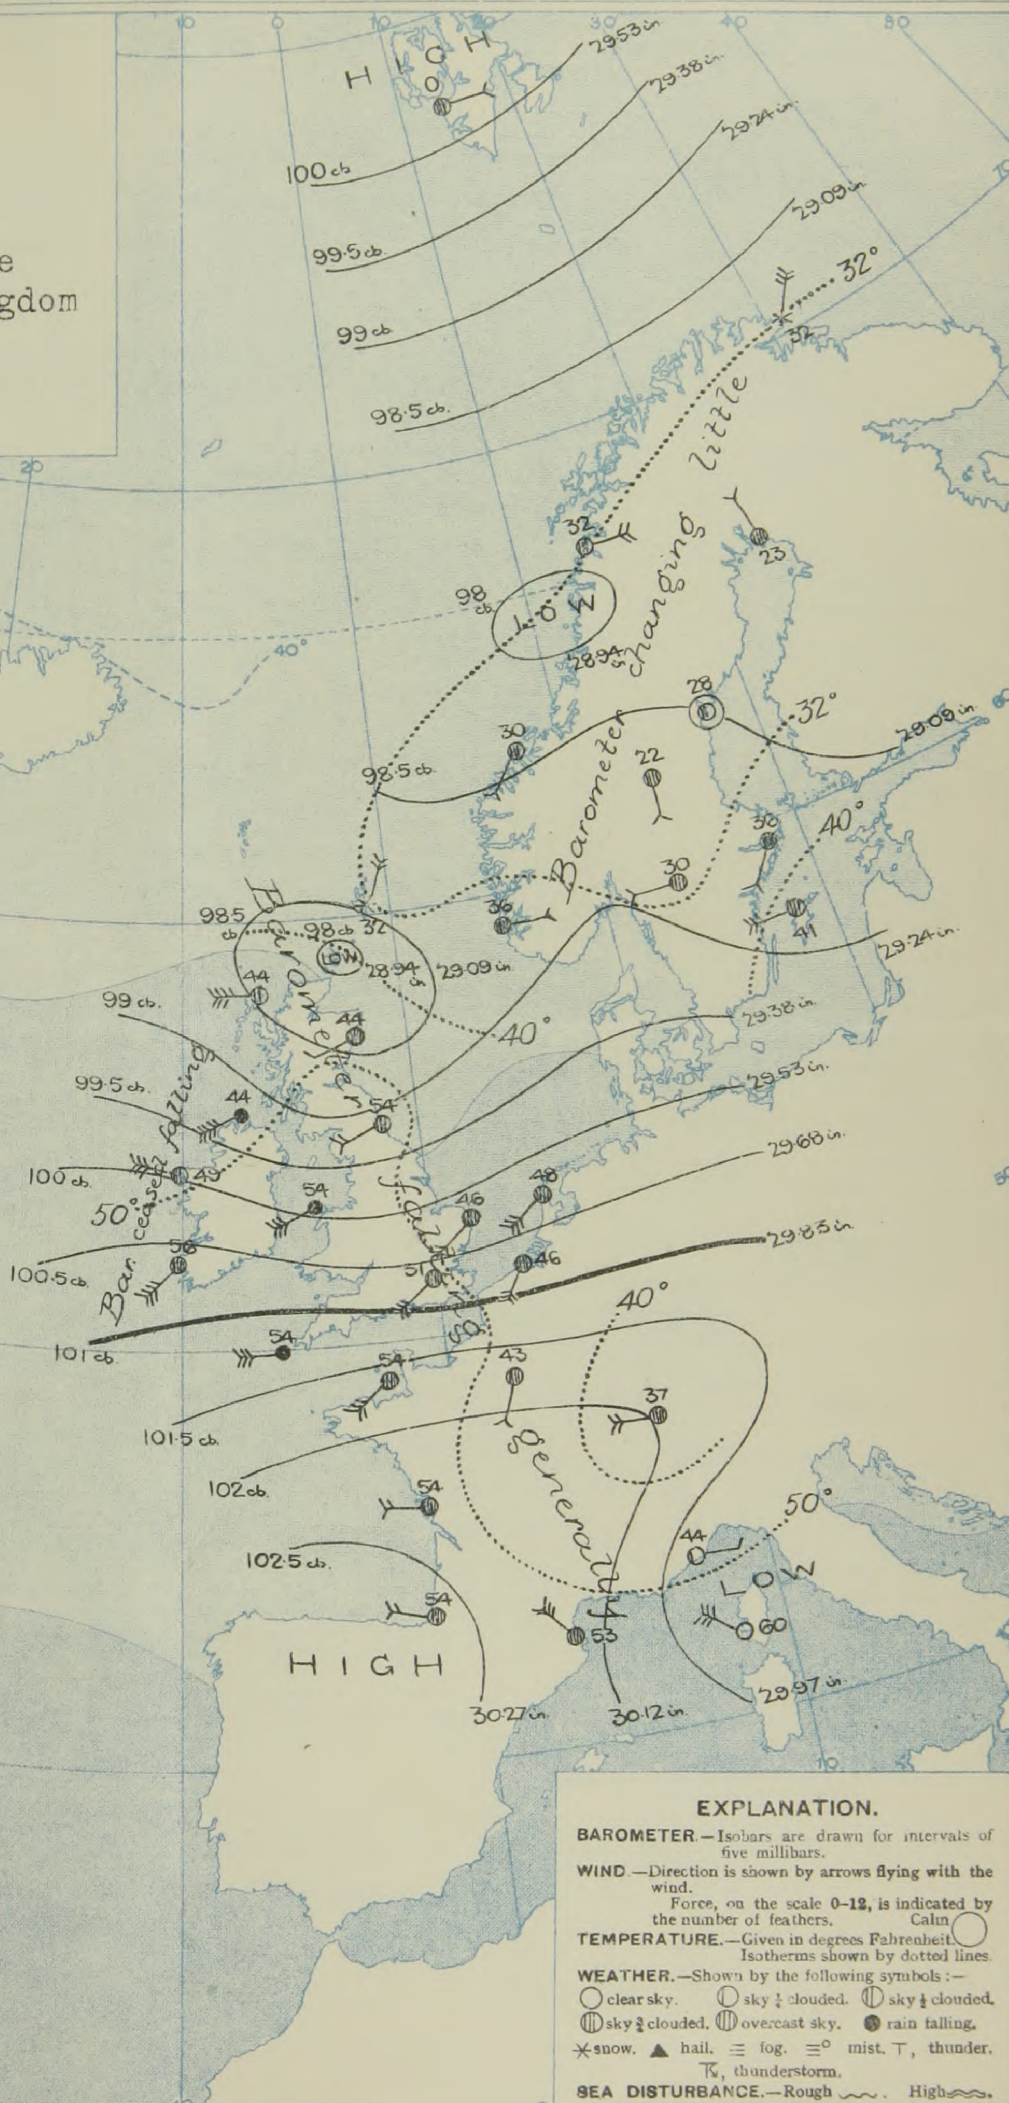 10
0
10
20
30
40
50
HIGH
0
29.53 in.
29.38 in.
29.24 in.
29.09 in.
100 cb
99.5 cb.
99 cb
98.5 cb.
e
gdom
20
32°
32
32
23
98 cb.
LOW
28.94
40°
28
32°
29.09 in.
30
22
98.5 cb.
Barometer changing little
38
40°
30
36
41
32
98.5 cb
98 cb
LOW
28.94
29.09 in
29.24 in.
44
44
40°
99 cb.
29.38 in.
99.5 cb.
29.53 in.
44
54
29.68 in.
100 cb.
49
50°
54
46
48
29.83 in.
100.5 cb.
51
46
Bar. ceased falling
Barometer falling generally
40°
101 cb
54
54
43
37
101.5 cb.
102 cb.
54
50°
44
102.5 cb.
LOW
54
53
60
HIGH
30.27 in.
30.12 in.
29.97 in.
10
EXPLANATION.
BAROMETER.—Isobars are drawn for intervals of
five millibars.
WIND.—Direction is shown by arrows flying with the
wind.
Force, on the scale 0–12, is indicated by
the number of feathers. Calm
TEMPERATURE.—Given in degrees Fahrenheit.
Isotherms shown by dotted lines.
WEATHER.—Shown by the following symbols:—
clear sky. sky ¼ clouded. sky ½ clouded.
sky ¾ clouded. overcast sky. rain falling.
snow. hail. fog. mist. T, thunder.
thunderstorm.
SEA DISTURBANCE.—Rough . High .